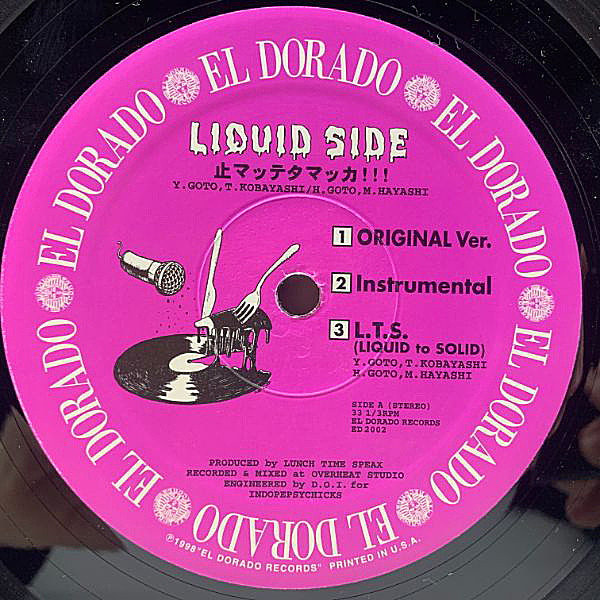 EL DORADO
EL DORADO
EL DORADO
EL DORADO
EL DORADO
EL DORADO
EL DORADO
LIQUID SIDE
止マッテタマッカ!!!
Y.GOTO,T.KOBAYASHI/H.GOTO,M.HAYASHI
1 ORIGINAL Ver.
2 Instrumental
3 L.T.S.
(LIQUID to SOLID)
Y.GOTO,T.KOBAYASHI
H.GOTO,M.HAYASHI
SIDE A (STEREO)
33 1/3RPM
EL DORADO RECORDS
ED2002
PRODUCED by LUNCH TIME SPEAX
RECORDED & MIXED at OVERHEAT STUDIO
ENGINEERED by D.G.I. for
INDOPEPSYCHICKS
℗1998"EL DORADO RECORDS" PRINTED IN U.S.A.